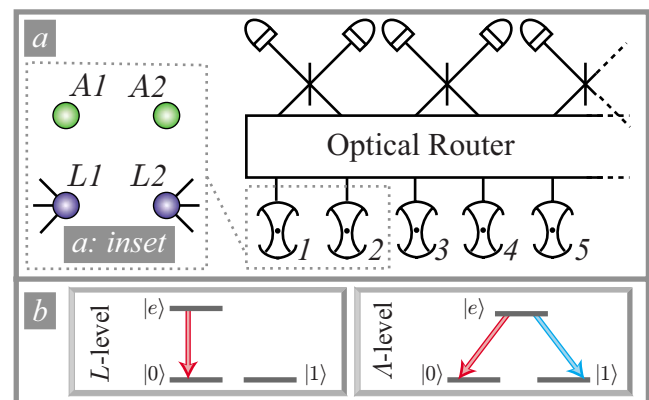 a
A1 A2
L1 L2
a: inset
Optical Router
1 2 3 4 5
b
L-level
|e⟩
|0⟩ |1⟩
Λ-level
|e⟩
|0⟩ |1⟩